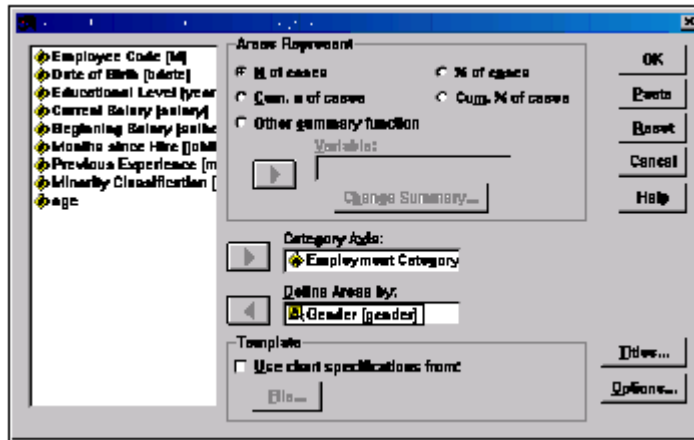 Employee Code [id]
Date of Birth [bdate]
Educational Level [year
Current Salary [salary]
Beginning Salary [salbe
Months since Hire [jobti
Previous Experience [m
Minority Classification [
age
Areas Represent
N of cases
% of cases
Cum. n of cases
Cum. % of cases
Other summary function
Variable:
Change Summary...
Category Axis:
Employment Category
Define Areas by:
Gender [gender]
Template
Use chart specifications from:
File...
OK
Paste
Reset
Cancel
Help
Titles...
Options...